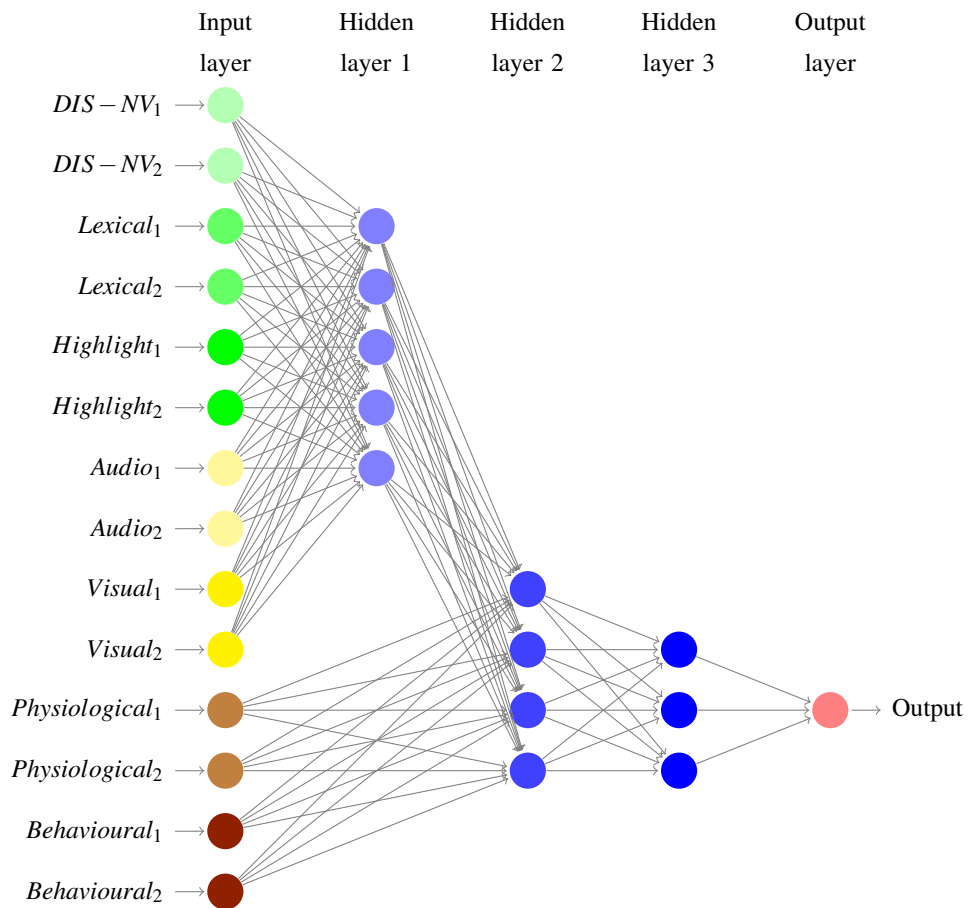 Input Hidden Hidden Hidden Output
layer layer 1 layer 2 layer 3 layer
DIS − NV₁
DIS − NV₂
Lexical₁
Lexical₂
Highlight₁
Highlight₂
Audio₁
Audio₂
Visual₁
Visual₂
Physiological₁ Output
Physiological₂
Behavioural₁
Behavioural₂